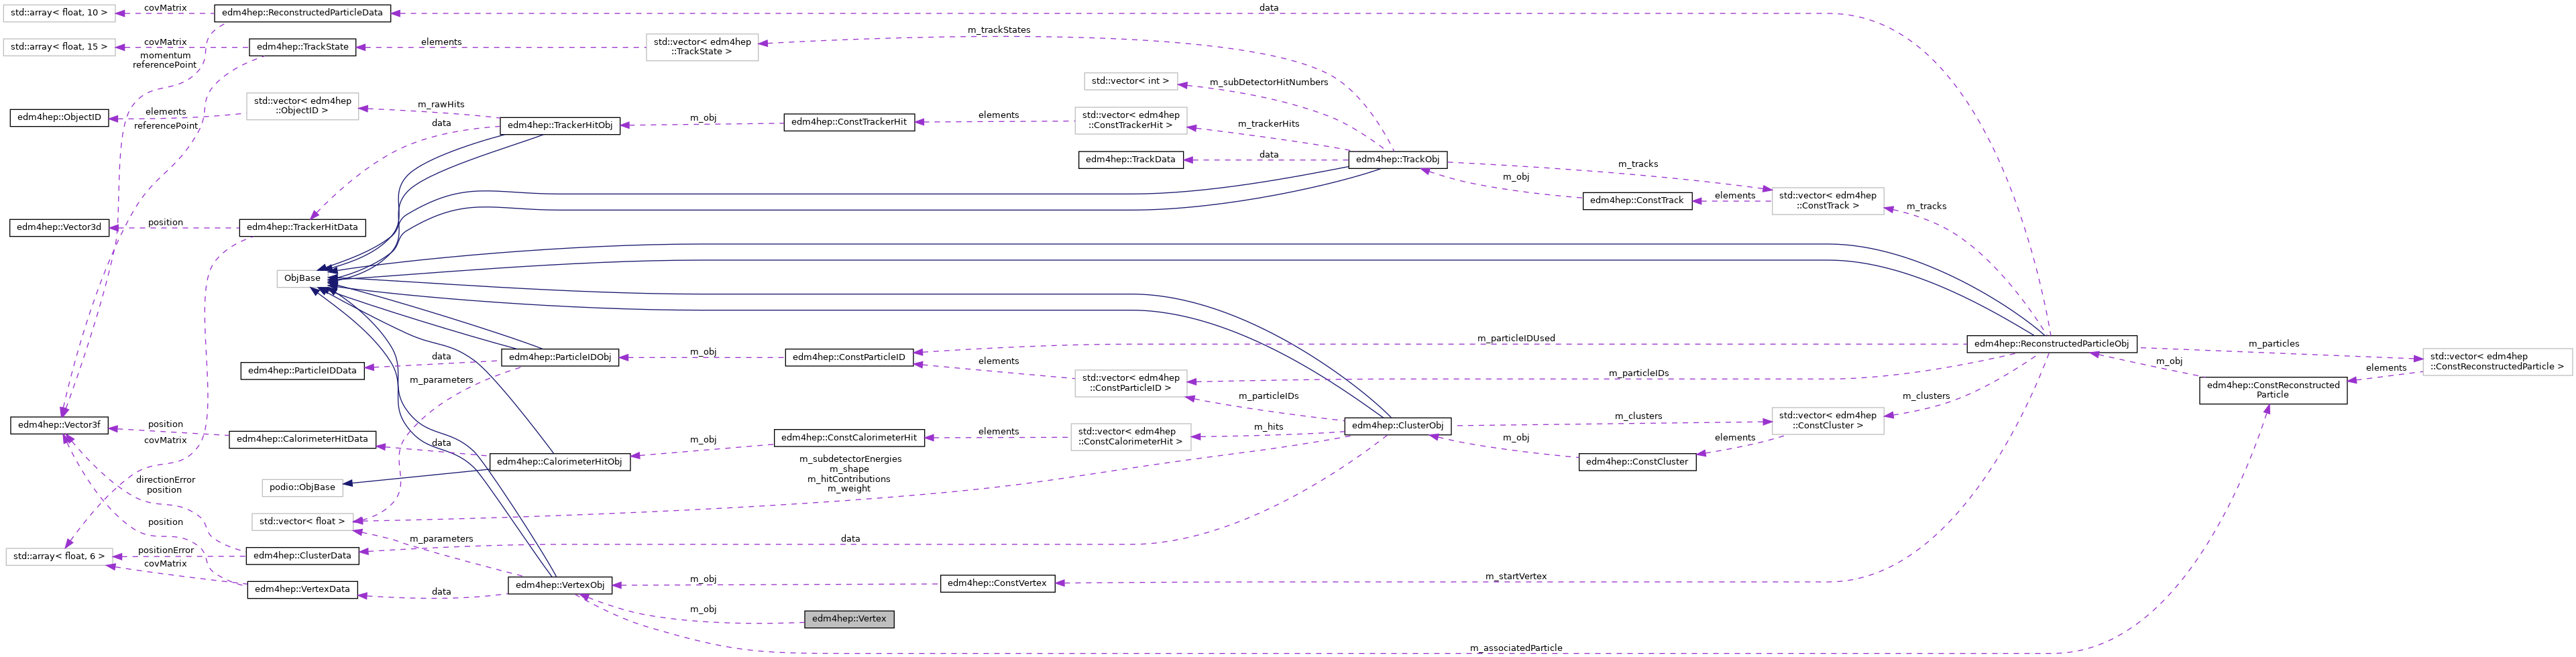 std::array< float, 10 >
covMatrix
edm4hep::ReconstructedParticleData
data
std::array< float, 15 >
covMatrix
edm4hep::TrackState
elements
std::vector< edm4hep
::TrackState >
m_trackStates
momentum
referencePoint
std::vector< int >
m_subDetectorHitNumbers
edm4hep::ObjectID
elements
std::vector< edm4hep
::ObjectID >
m_rawHits
data
edm4hep::TrackerHitObj
m_obj
edm4hep::ConstTrackerHit
elements
std::vector< edm4hep
::ConstTrackerHit >
m_trackerHits
referencePoint
edm4hep::TrackData
data
edm4hep::TrackObj
m_tracks
m_obj
edm4hep::ConstTrack
elements
std::vector< edm4hep
::ConstTrack >
m_tracks
edm4hep::Vector3d
position
edm4hep::TrackerHitData
ObjBase
edm4hep::ParticleIDData
data
edm4hep::ParticleIDObj
m_obj
edm4hep::ConstParticleID
m_particleIDUsed
edm4hep::ReconstructedParticleObj
m_particles
std::vector< edm4hep
::ConstReconstructedParticle >
m_obj
elements
edm4hep::ConstReconstructed
Particle
m_parameters
elements
std::vector< edm4hep
::ConstParticleID >
m_particleIDs
m_particleIDs
m_clusters
edm4hep::Vector3f
position
covMatrix
edm4hep::CalorimeterHitData
data
edm4hep::CalorimeterHitObj
m_obj
edm4hep::ConstCalorimeterHit
elements
std::vector< edm4hep
::ConstCalorimeterHit >
m_hits
edm4hep::ClusterObj
m_clusters
std::vector< edm4hep
::ConstCluster >
m_obj
elements
edm4hep::ConstCluster
m_subdetectorEnergies
m_shape
m_hitContributions
m_weight
directionError
position
podio::ObjBase
std::vector< float >
position
m_parameters
data
std::array< float, 6 >
positionError
covMatrix
edm4hep::ClusterData
edm4hep::VertexData
data
edm4hep::VertexObj
m_obj
edm4hep::ConstVertex
m_startVertex
m_obj
edm4hep::Vertex
m_associatedParticle